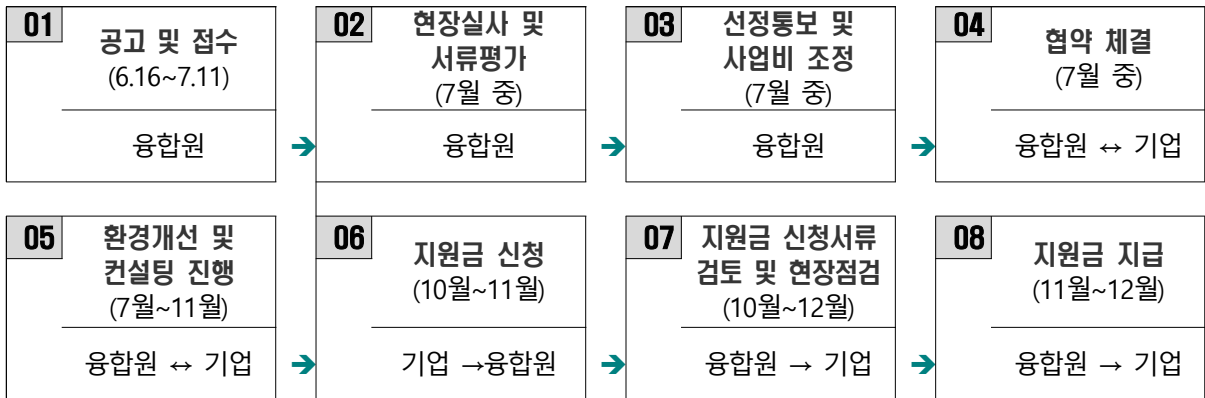 01
공고 및 접수
(6.16~7.11)
융합원
➔
02
현장실사 및
서류평가
(7월 중)
융합원
➔
03
선정통보 및
사업비 조정
(7월 중)
융합원
➔
04
협약 체결
(7월 중)
융합원 ↔ 기업
05
환경개선 및
컨설팅 진행
(7월~11월)
융합원 ↔ 기업
➔
06
지원금 신청
(10월~11월)
기업 →융합원
➔
07
지원금 신청서류
검토 및 현장점검
(10월~12월)
융합원 → 기업
➔
08
지원금 지급
(11월~12월)
융합원 → 기업